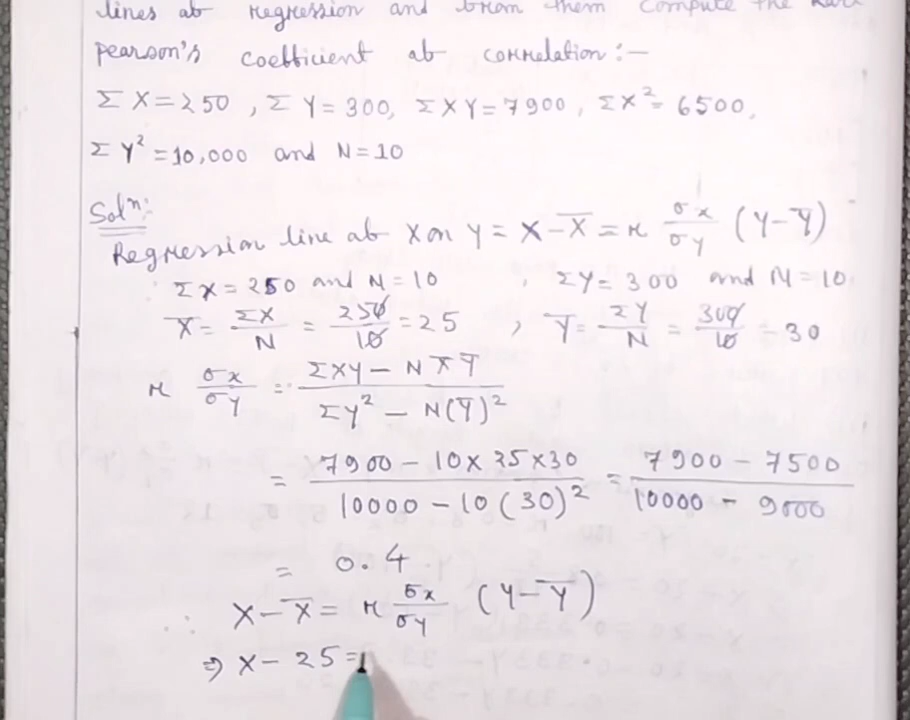 lines of regression and from them compute the
pearson's coefficient of correlation :-
Σ X = 250 , Σ Y = 300, Σ X Y = 7900, Σ X² = 6500,
Σ Y² = 10,000 and N = 10
Solⁿ:
Regression line of X on Y = X - X̅ = r σx/σy (Y - Y̅)
Σ X = 250 and N = 10 , Σ Y = 300 and N = 10
X̅ = ΣX/N = 250/10 = 25 , Y̅ = ΣY/N = 300/10 = 30
r σx/σy = (ΣXY - N X̅ Y̅)/(ΣY² - N(Y̅)²)
= (7900 - 10 x 25 x 30)/(10000 - 10(30)²) = (7900 - 7500)/(10000 - 9000)
= 0.4
∴ X - X̅ = r σx/σy (Y - Y̅)
⇒ X - 25 =